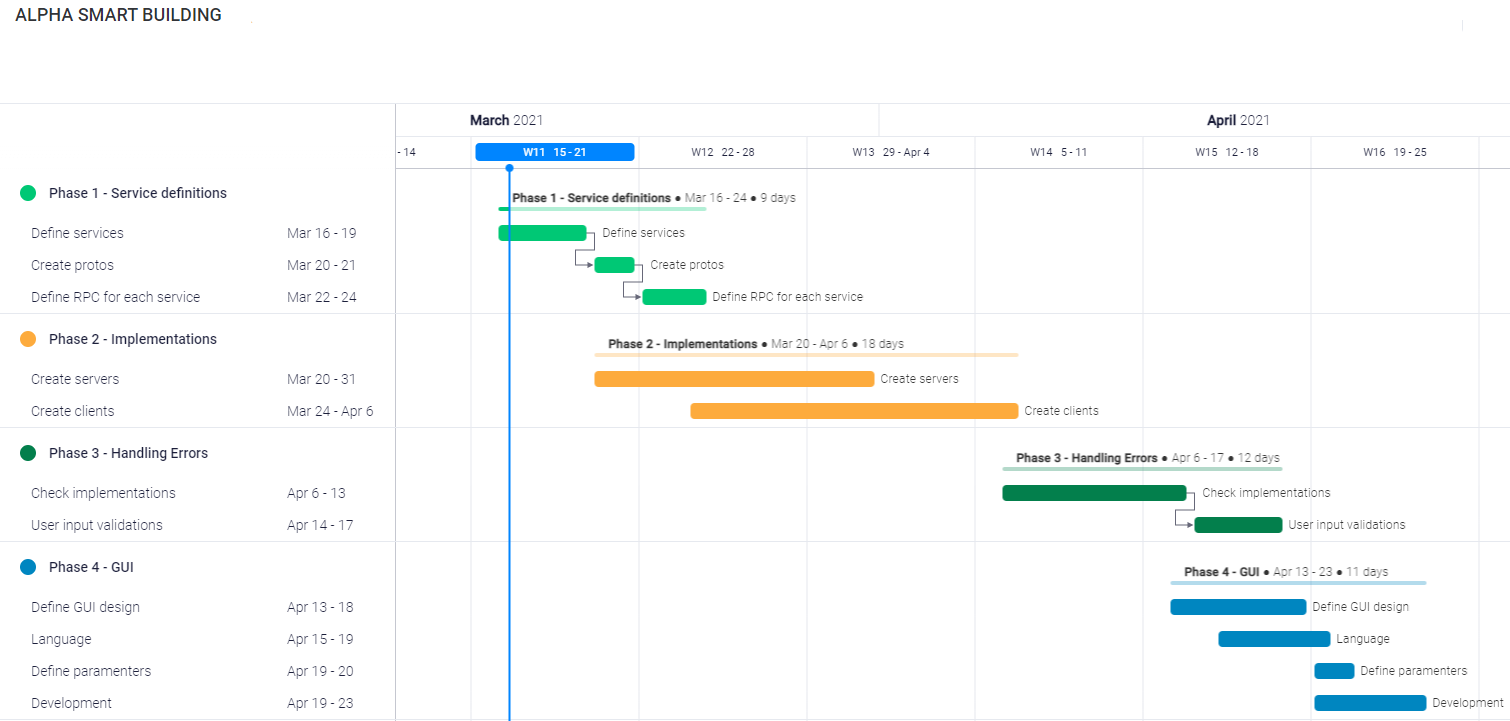 ALPHA SMART BUILDING
March 2021 April 2021
- 14 W11 15 - 21 W12 22 - 28 W13 29 - Apr 4 W14 5 - 11 W15 12 - 18 W16 19 - 25
Phase 1 - Service definitions Phase 1 - Service definitions ● Mar 16 - 24 ● 9 days
Define services Mar 16 - 19 Define services
Create protos Mar 20 - 21 Create protos
Define RPC for each service Mar 22 - 24 Define RPC for each service
Phase 2 - Implementations Phase 2 - Implementations ● Mar 20 - Apr 6 ● 18 days
Create servers Mar 20 - 31 Create servers
Create clients Mar 24 - Apr 6 Create clients
Phase 3 - Handling Errors Phase 3 - Handling Errors ● Apr 6 - 17 ● 12 days
Check implementations Apr 6 - 13 Check implementations
User input validations Apr 14 - 17 User input validations
Phase 4 - GUI Phase 4 - GUI ● Apr 13 - 23 ● 11 days
Define GUI design Apr 13 - 18 Define GUI design
Language Apr 15 - 19 Language
Define paramenters Apr 19 - 20 Define paramenters
Development Apr 19 - 23 Development